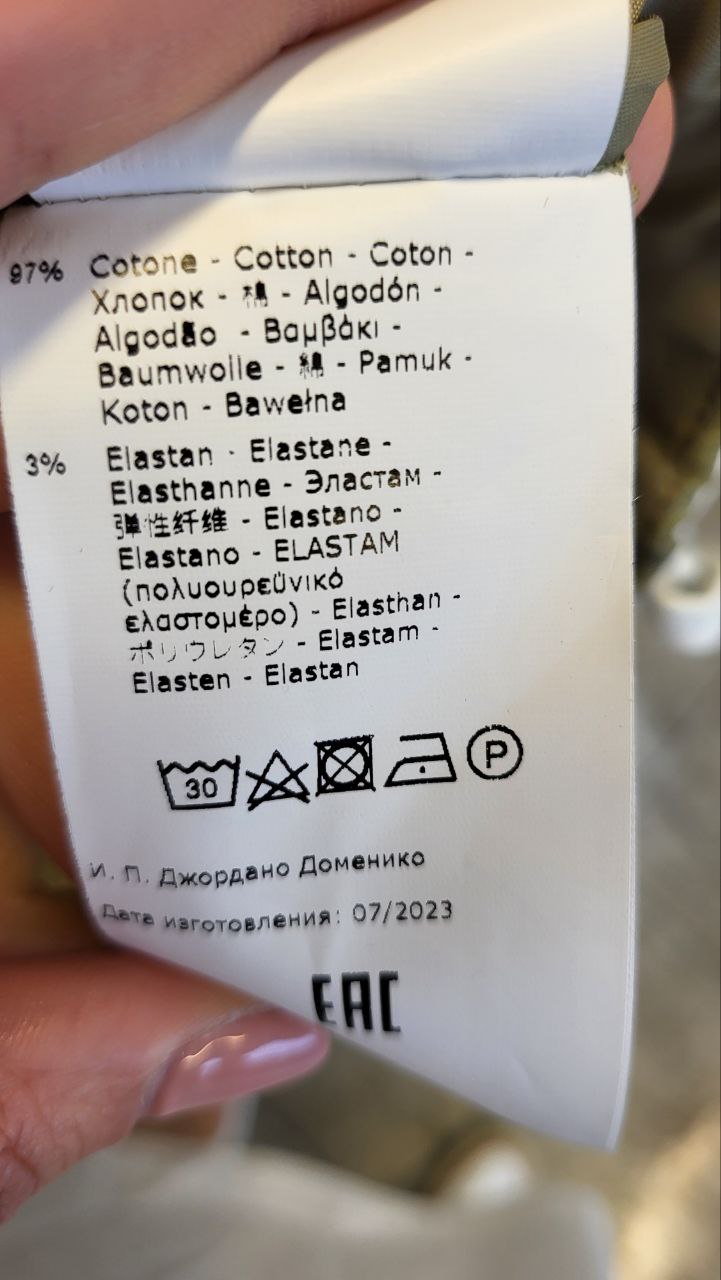 97% Cotone - Cotton - Coton -
Хлопок - 棉 - Algodón -
Algodão - Βαμβάκι -
Baumwolle - 綿 - Pamuk -
Koton - Bawełna
3% Elastan - Elastane -
Elasthanne - Эластам -
弹性纤维 - Elastano -
Elastano - ELASTAM
(πολυουρεϋνικό
ελαστομέρο) - Elasthan -
ポリウレタン - Elastam -
Elasten - Elastan
30 P
И. П. Джордано Доменико
Дата изготовления: 07/2023
EAC